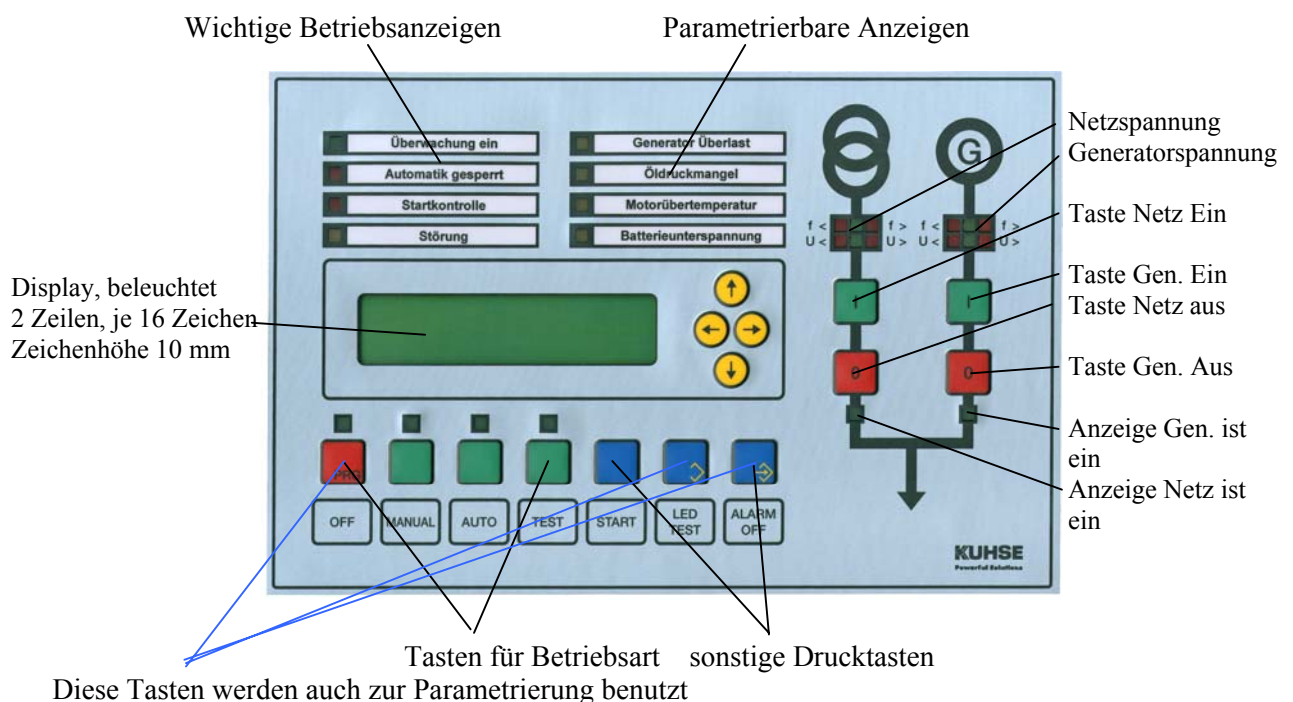 Wichtige Betriebsanzeigen
Parametrierbare Anzeigen
Überwachung ein
Automatik gesperrt
Startkontrolle
Störung
Generator Überlast
Öldruckmangel
Motorübertemperatur
Batterieunterspannung
G
f < f >
U < U >
f < f >
U < U >
Netzspannung
Generatorspannung
Taste Netz Ein
Taste Gen. Ein
Taste Netz aus
Taste Gen. Aus
Anzeige Gen. ist
ein
Anzeige Netz ist
ein
I
I
0
0
Display, beleuchtet
2 Zeilen, je 16 Zeichen
Zeichenhöhe 10 mm
PRG
OFF
MANUAL
AUTO
TEST
START
LED
TEST
ALARM
OFF
KUHSE
Powerful Solutions
Tasten für Betriebsart
sonstige Drucktasten
Diese Tasten werden auch zur Parametrierung benutzt